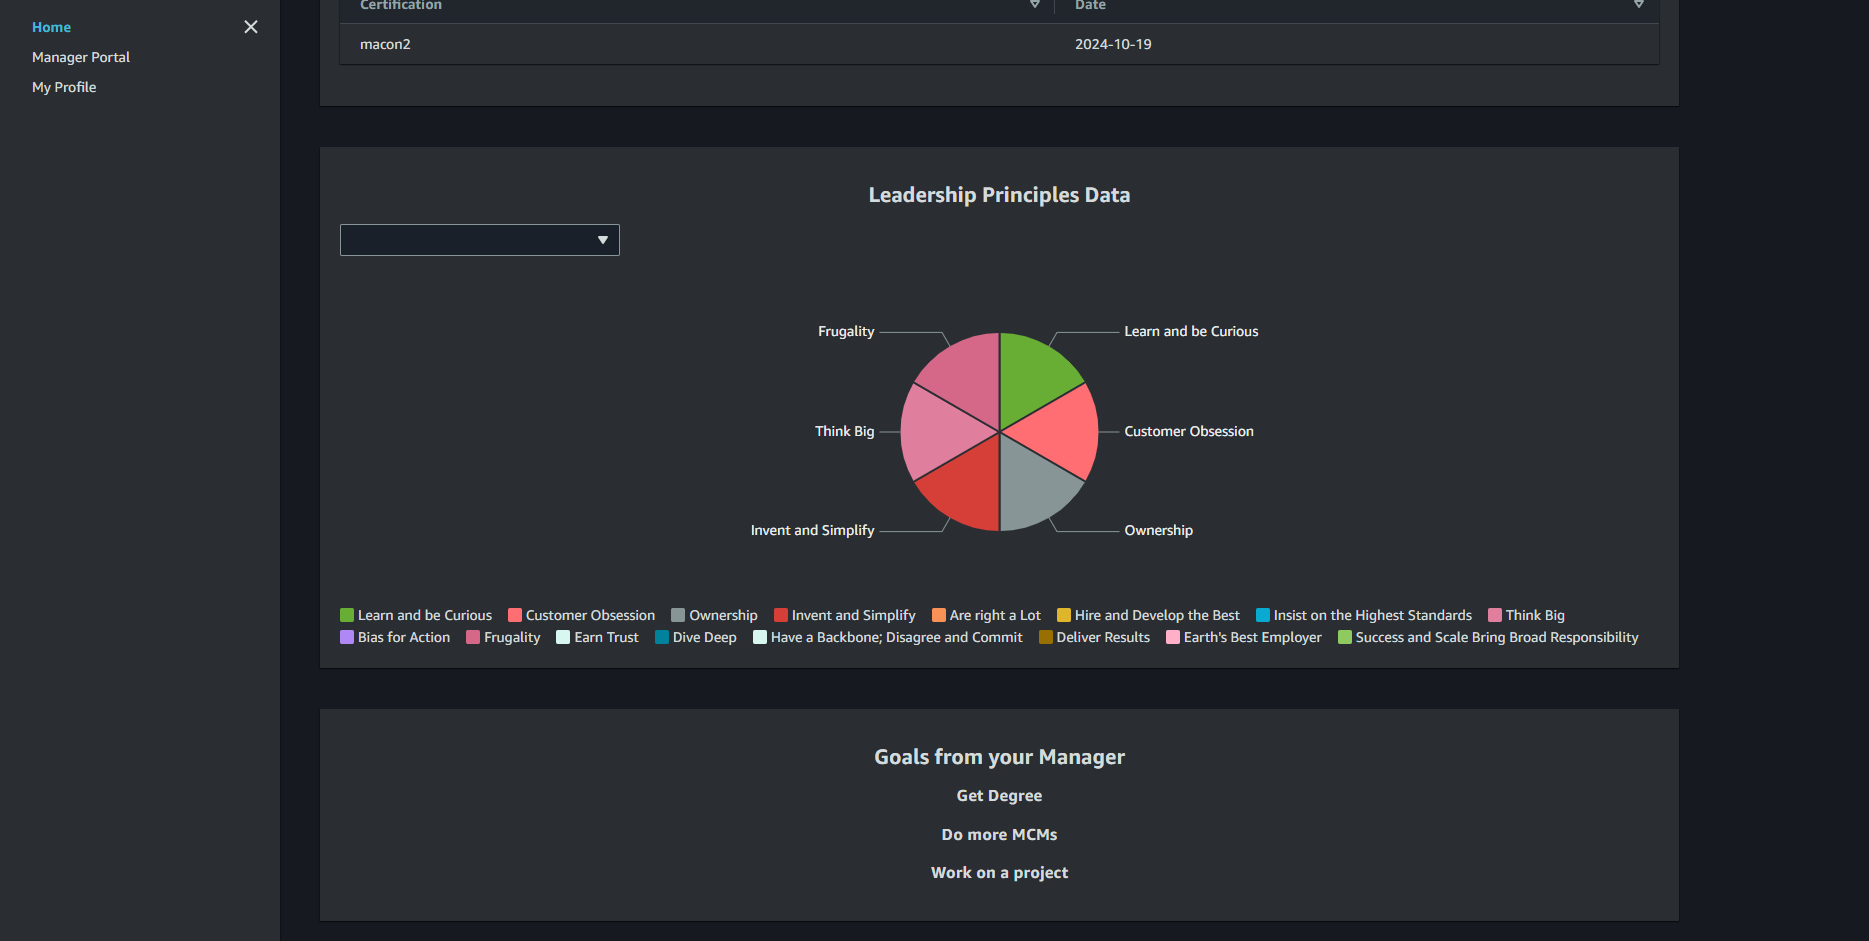 Home
Manager Portal
My Profile
Certification Date
macon2 2024-10-19
Leadership Principles Data
Frugality Learn and be Curious
Think Big Customer Obsession
Invent and Simplify Ownership
Learn and be Curious Customer Obsession Ownership Invent and Simplify Are right a Lot Hire and Develop the Best Insist on the Highest Standards Think Big
Bias for Action Frugality Earn Trust Dive Deep Have a Backbone; Disagree and Commit Deliver Results Earth's Best Employer Success and Scale Bring Broad Responsibility
Goals from your Manager
Get Degree
Do more MCMs
Work on a project